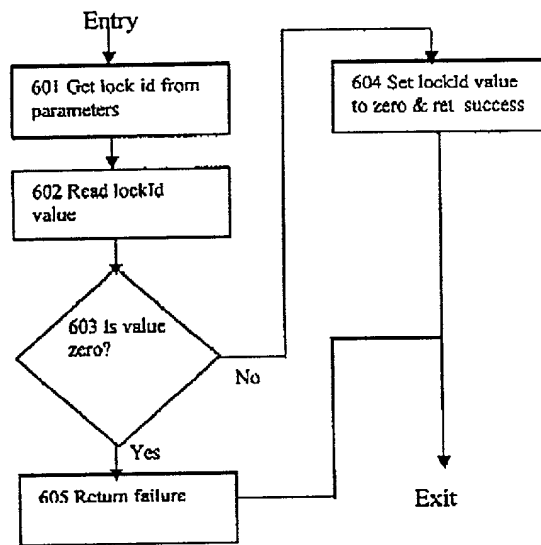 Entry
601 Get lock id from
parameters
604 Set lockId value
to zero & ret success
602 Read lockId
value
603 is value
zero?
No
Yes
605 Return failure
Exit